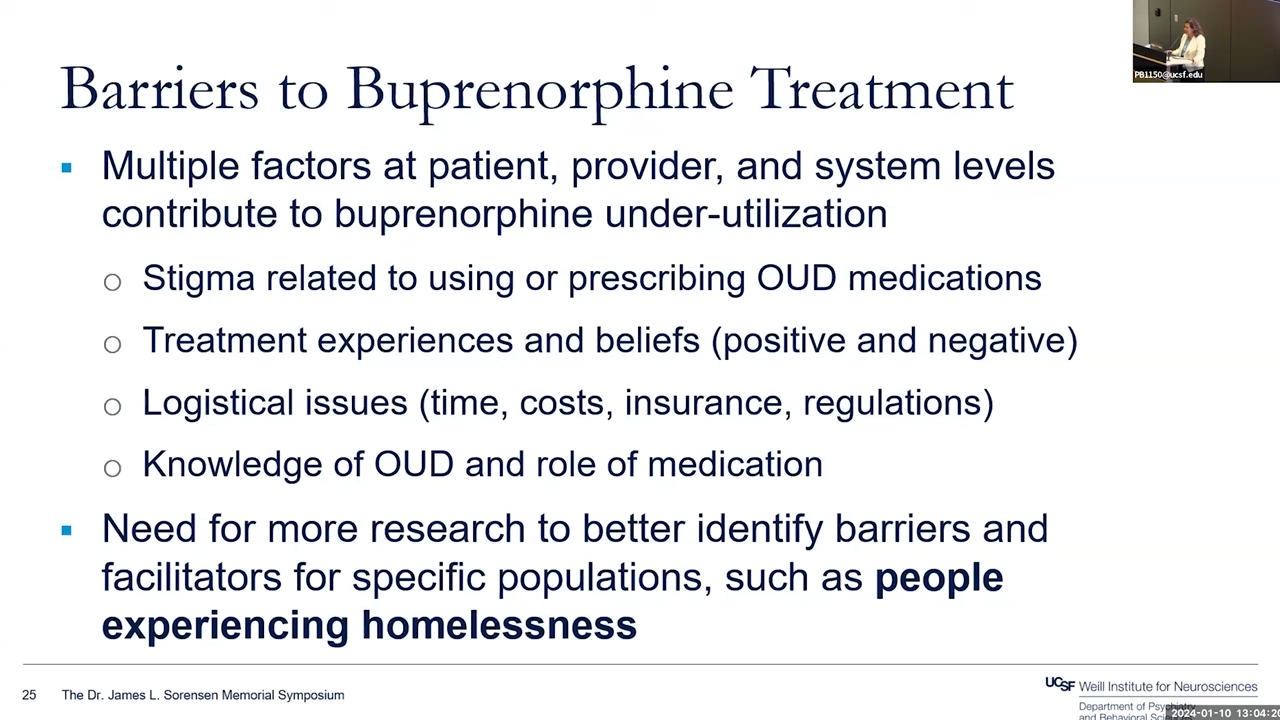 PB1150@ucsf.edu
Barriers to Buprenorphine Treatment
▪ Multiple factors at patient, provider, and system levels
contribute to buprenorphine under-utilization
o Stigma related to using or prescribing OUD medications
o Treatment experiences and beliefs (positive and negative)
o Logistical issues (time, costs, insurance, regulations)
o Knowledge of OUD and role of medication
▪ Need for more research to better identify barriers and
facilitators for specific populations, such as people
experiencing homelessness
25 The Dr. James L. Sorensen Memorial Symposium
UCSF Weill Institute for Neurosciences
Department of Psychiatry
and Behavioral
2024-01-10 13:04:20